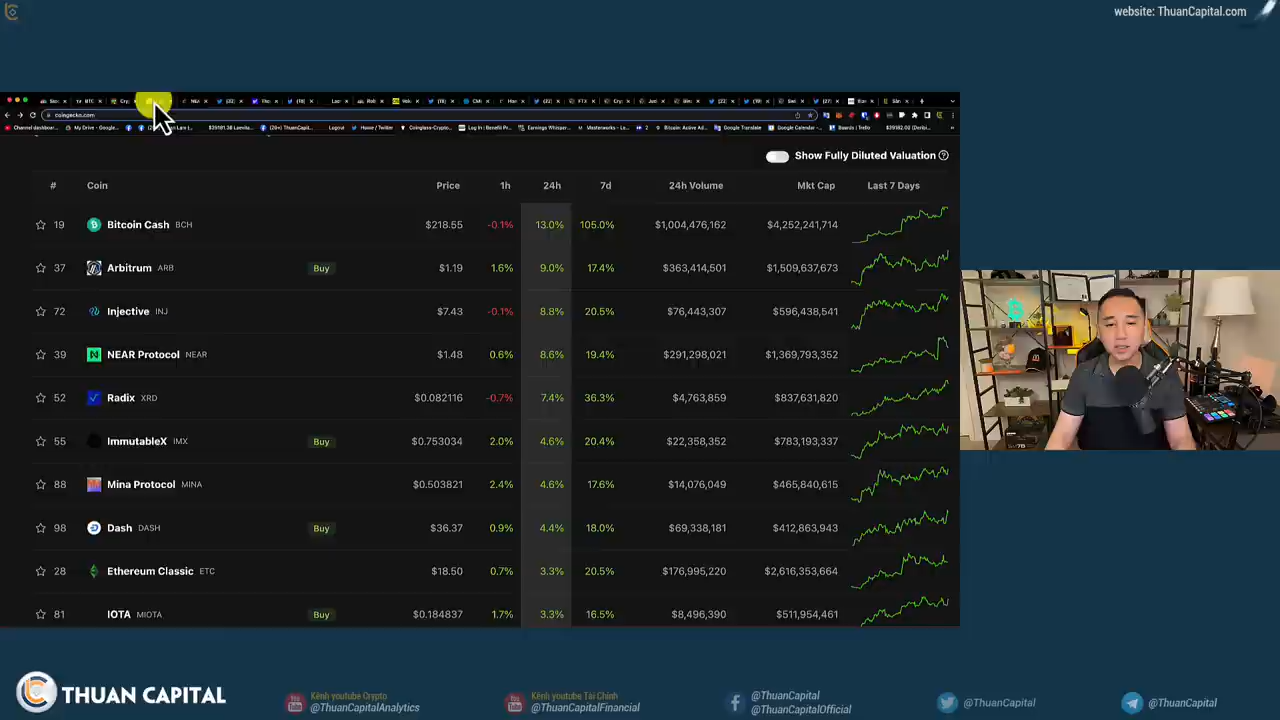 website: ThuanCapital.com
coingecko.com
Show Fully Diluted Valuation
# Coin Price 1h 24h 7d 24h Volume Mkt Cap Last 7 Days
19 Bitcoin Cash BCH $218.55 -0.1% 13.0% 105.0% $1,004,476,162 $4,252,241,714
37 Arbitrum ARB Buy $1.19 1.6% 9.0% 17.4% $363,414,501 $1,509,637,673
72 Injective INJ $7.43 -0.1% 8.8% 20.5% $76,443,307 $596,438,541
39 NEAR Protocol NEAR $1.48 0.6% 8.6% 19.4% $291,298,021 $1,369,793,352
52 Radix XRD $0.082116 -0.7% 7.4% 36.3% $4,763,859 $837,631,820
55 ImmutableX IMX Buy $0.753034 2.0% 4.6% 20.4% $22,358,352 $783,193,337
88 Mina Protocol MINA $0.503821 2.4% 4.6% 17.6% $14,076,049 $465,840,615
98 Dash DASH Buy $36.37 0.9% 4.4% 18.0% $69,338,181 $412,863,943
28 Ethereum Classic ETC $18.50 0.7% 3.3% 20.5% $176,995,220 $2,616,353,664
81 IOTA MIOTA Buy $0.184837 1.7% 3.3% 16.5% $8,496,390 $511,954,461
THUAN CAPITAL
Kênh youtube Crypto
@ThuanCapitalAnalytics
Kênh youtube Tài Chính
@ThuanCapitalFinancial
@ThuanCapital
@ThuanCapitalOfficial
@ThuanCapital
@ThuanCapital